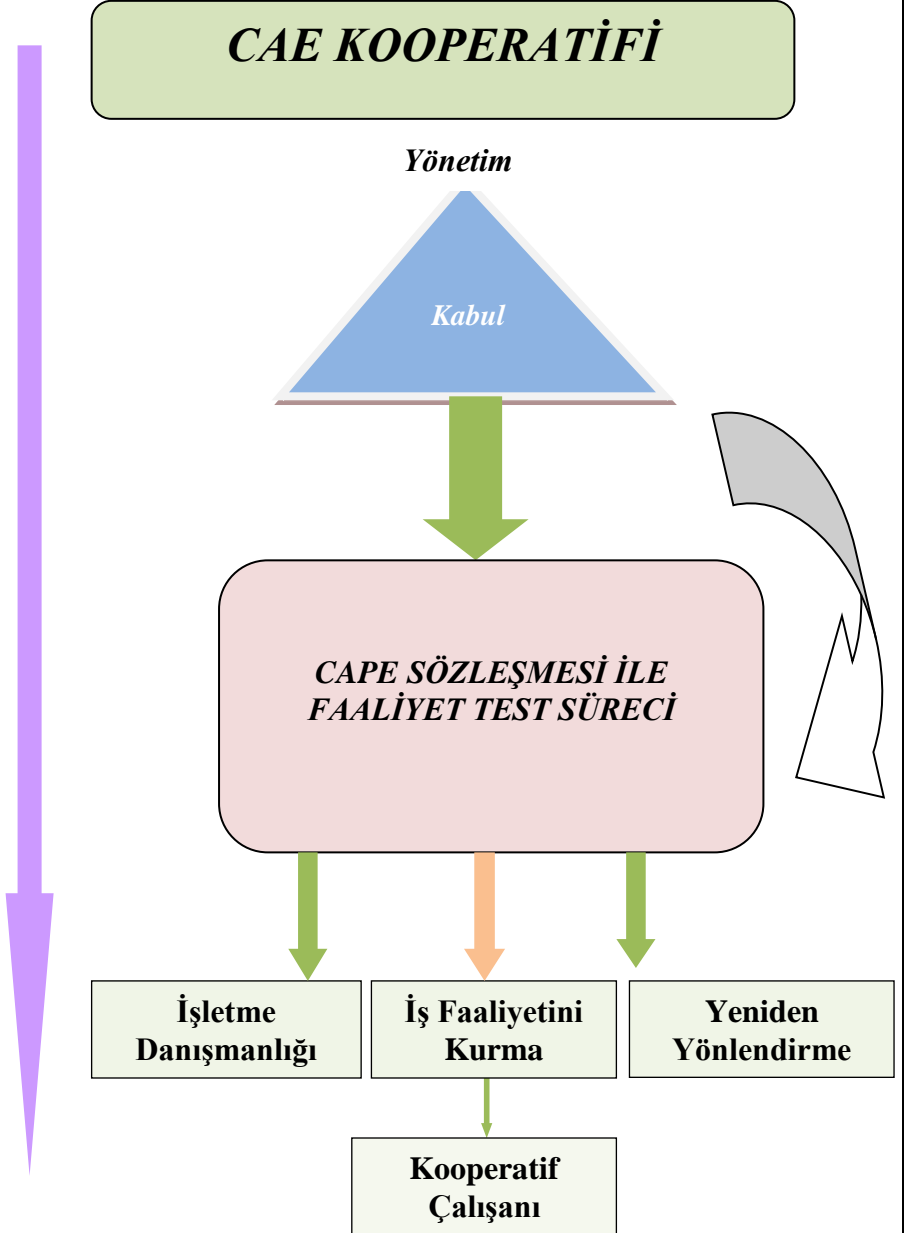 CAE KOOPERATİFİ
Yönetim
Kabul
CAPE SÖZLEŞMESİ İLE
FAALİYET TEST SÜRECİ
İşletme
Danışmanlığı
İş Faaliyetini
Kurma
Yeniden
Yönlendirme
Kooperatif
Çalışanı